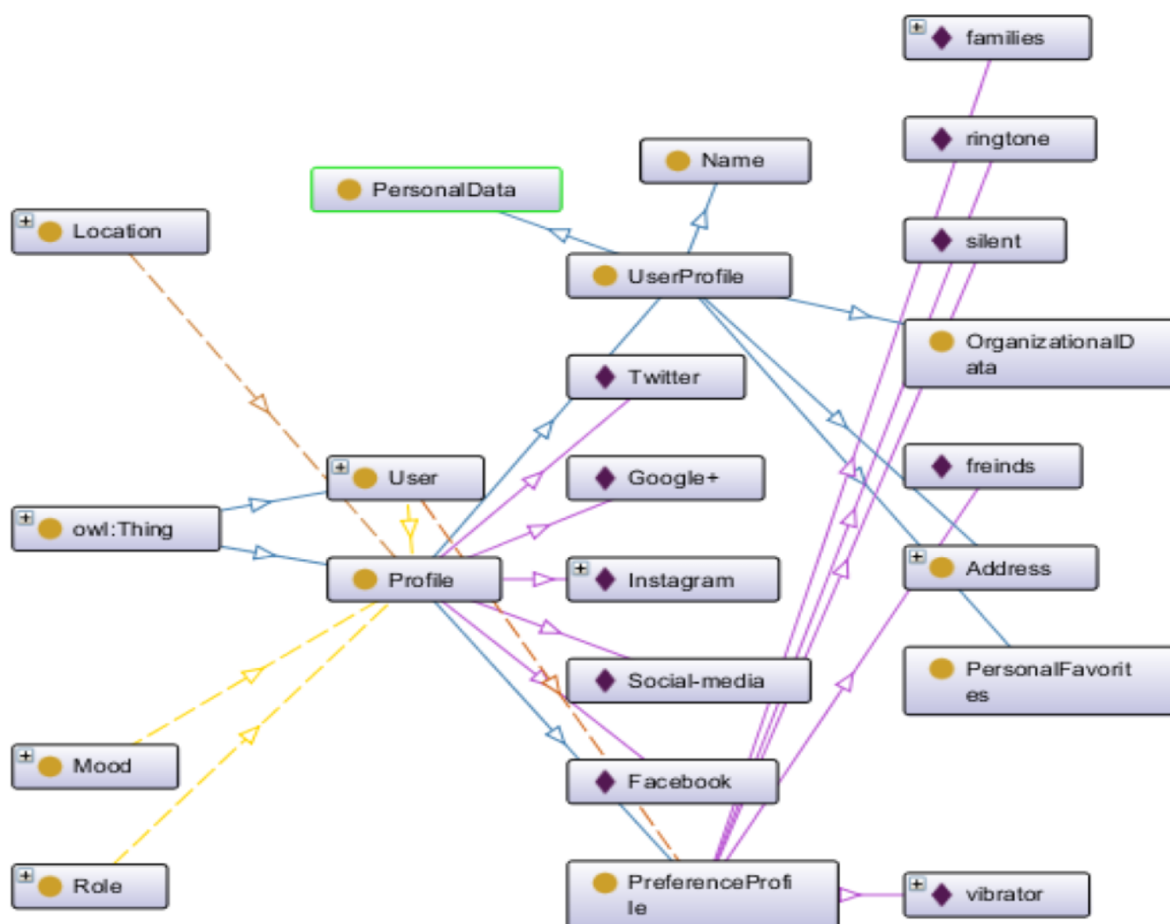 families
ringtone
Name
PersonalData
Location
silent
UserProfile
OrganizationalD
ata
Twitter
freinds
User
Google+
owl:Thing
Address
Profile
Instagram
PersonalFavorit
es
Social-media
Mood
Facebook
Role
PreferenceProfi
le
vibrator